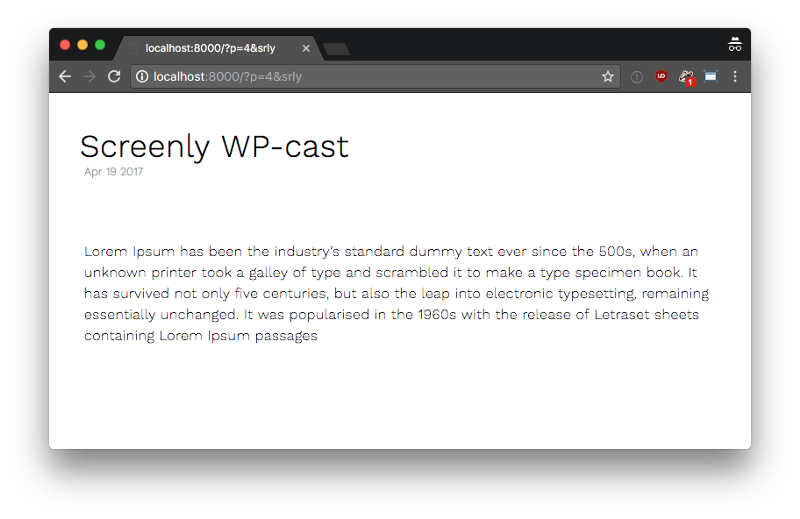 localhost:8000/?p=4&srly
localhost:8000/?p=4&srly
UD
1
Screenly WP-cast
Apr 19 2017
Lorem Ipsum has been the industry's standard dummy text ever since the 500s, when an
unknown printer took a galley of type and scrambled it to make a type specimen book. It
has survived not only five centuries, but also the leap into electronic typesetting, remaining
essentially unchanged. It was popularised in the 1960s with the release of Letraset sheets
containing Lorem Ipsum passages